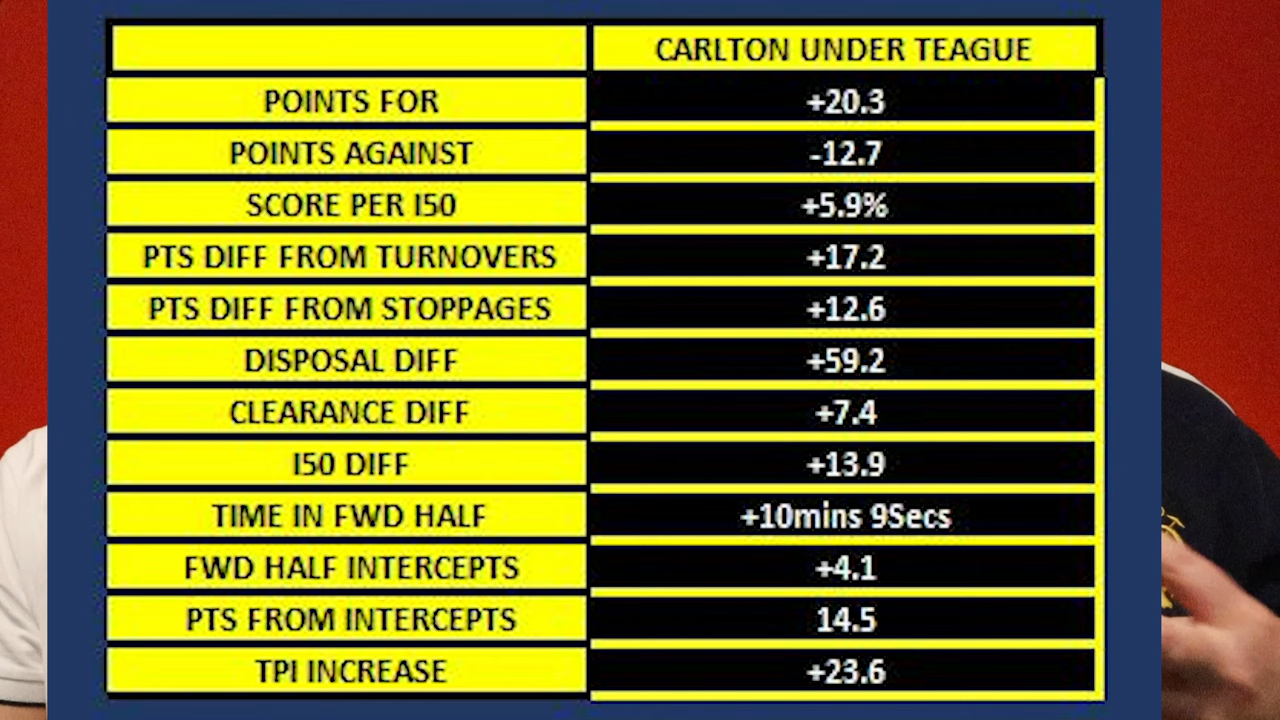 CARLTON UNDER TEAGUE
POINTS FOR +20.3
POINTS AGAINST -12.7
SCORE PER I50 +5.9%
PTS DIFF FROM TURNOVERS +17.2
PTS DIFF FROM STOPPAGES +12.6
DISPOSAL DIFF +59.2
CLEARANCE DIFF +7.4
I50 DIFF +13.9
TIME IN FWD HALF +10mins 9Secs
FWD HALF INTERCEPTS +4.1
PTS FROM INTERCEPTS 14.5
TPI INCREASE +23.6